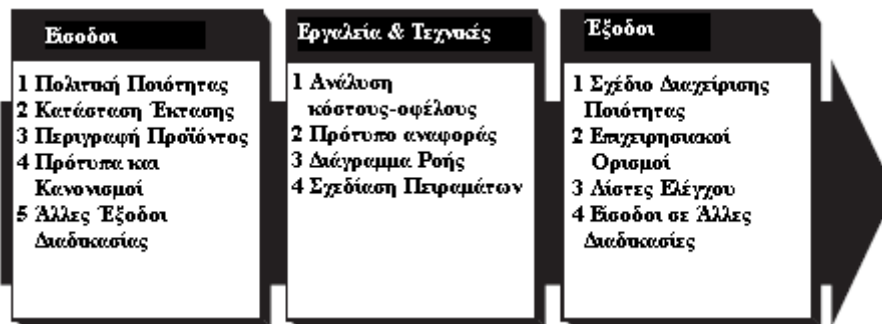 Είσοδοι
1 Πολιτική Ποιότητας
2 Κατάσταση Έκτασης
3 Περιγραφή Προϊόντος
4 Πρότυπα και
Κανονισμοί
5 Άλλες Έξοδοι
Διαδικασίας
Εργαλεία & Τεχνικές
1 Ανάλυση
κόστους-οφέλους
2 Πρότυπο αναφοράς
3 Διάγραμμα Ροής
4 Σχεδίαση Πειραμάτων
Έξοδοι
1 Σχέδιο Διαχείρισης
Ποιότητας
2 Επιχειρησιακοί
Ορισμοί
3 Λίστες Ελέγχου
4 Είσοδοι σε Άλλες
Διαδικασίες